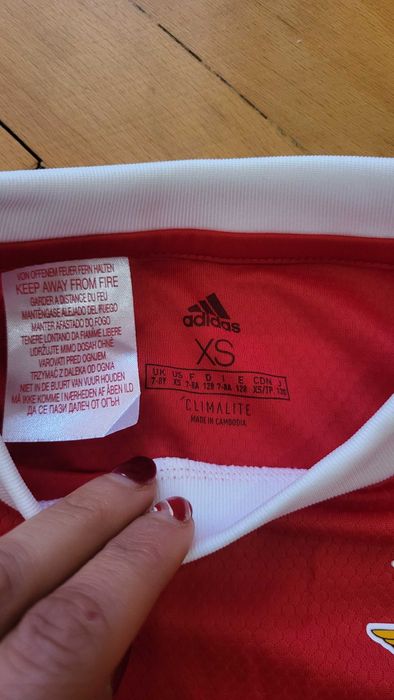 VON OFFENEM FEUER FERN HALTEN
KEEP AWAY FROM FIRE
GARDER A DISTANCE DU FEU
MANTÉNGASE ALEJADO DEL FUEGO
MANTER AFASTADO DO FOGO
TENERE LONTANO DA FIAMME LIBERE
UDRŽUJTE MIMO DOSAH OHNE
VAROVATI PRED OGNJEM
TRZYMAĆ Z DALEKA OD OGNIA
NIET IN DE BUURT VAN VUUR HOUDEN
MÅ IKKE KOMME I NÆRHEDEN AF ÅBEN ILD
ДА СЕ ПАЗИ ДАЛЕЧ ОТ ОГЪН
adidas
XS
UK US F D I E CDN J
7-8Y XS 7-8A 128 7-8A 128 XS/TP 130
CLIMALITE
MADE IN CAMBODIA